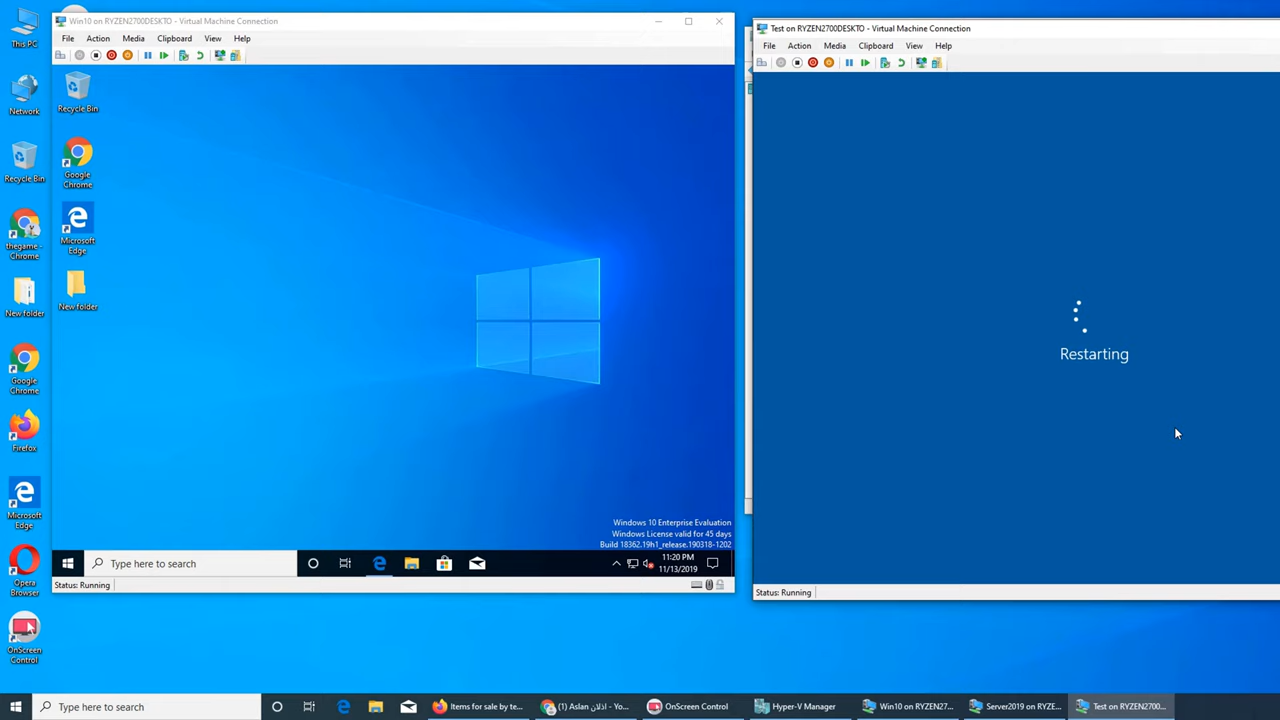 This PC
Network
Recycle Bin
thegame -
Chrome
New folder
Google
Chrome
Firefox
Microsoft
Edge
Opera
Browser
OnScreen
Control
Win10 on RYZEN2700DESKTO - Virtual Machine Connection
File Action Media Clipboard View Help
Recycle Bin
Google
Chrome
Microsoft
Edge
New folder
Windows 10 Enterprise Evaluation
Windows License valid for 45 days
Build 18362.19h1_release.190318-1202
Type here to search
11:20 PM
11/13/2019
Status: Running
Test on RYZEN2700DESKTO - Virtual Machine Connection
File Action Media Clipboard View Help
Restarting
Status: Running
Type here to search
Items for sale by te...
(1) Aslan اذلان - Yo...
OnScreen Control
Hyper-V Manager
Win10 on RYZEN27...
Server2019 on RYZE...
Test on RYZEN2700...